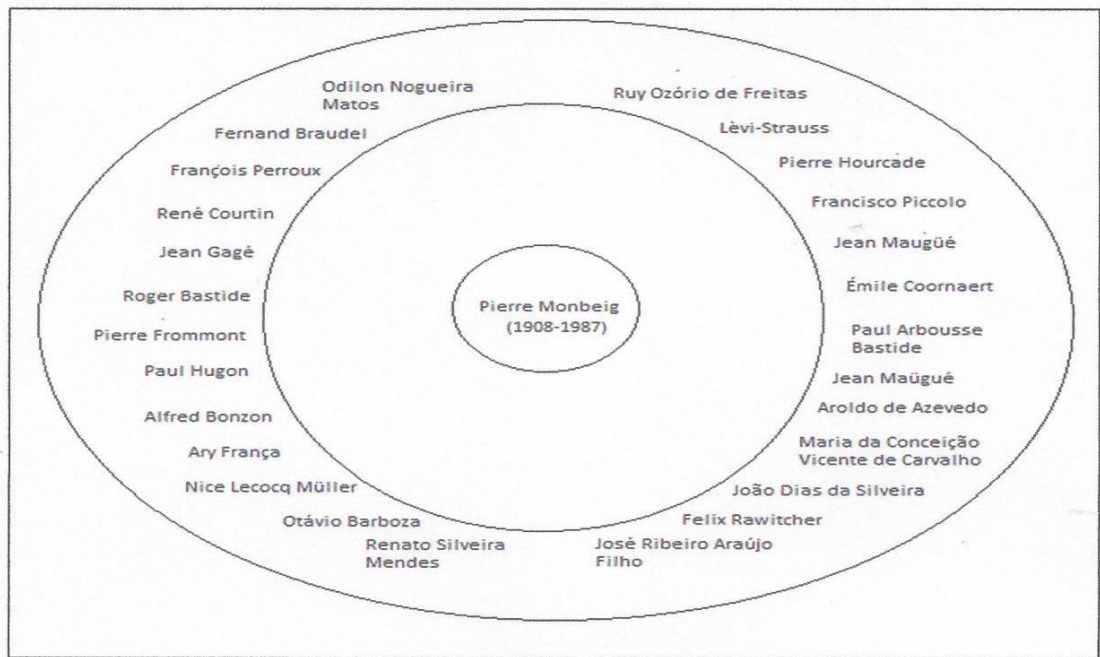 Odilon Nogueira
Matos
Ruy Ozório de Freitas
Fernand Braudel
Lèvi-Strauss
François Perroux
Pierre Hourcade
René Courtin
Francisco Piccolo
Jean Gagé
Jean Maugüé
Roger Bastide
Émile Coornaert
Pierre Monbeig
(1908-1987)
Pierre Frommont
Paul Arbousse
Bastide
Paul Hugon
Jean Maügué
Alfred Bonzon
Aroldo de Azevedo
Ary França
Maria da Conceição
Vicente de Carvalho
Nice Lecocq Müller
João Dias da Silveira
Otávio Barboza
Felix Rawitcher
Renato Silveira
Mendes
José Ribeiro Araújo
Filho